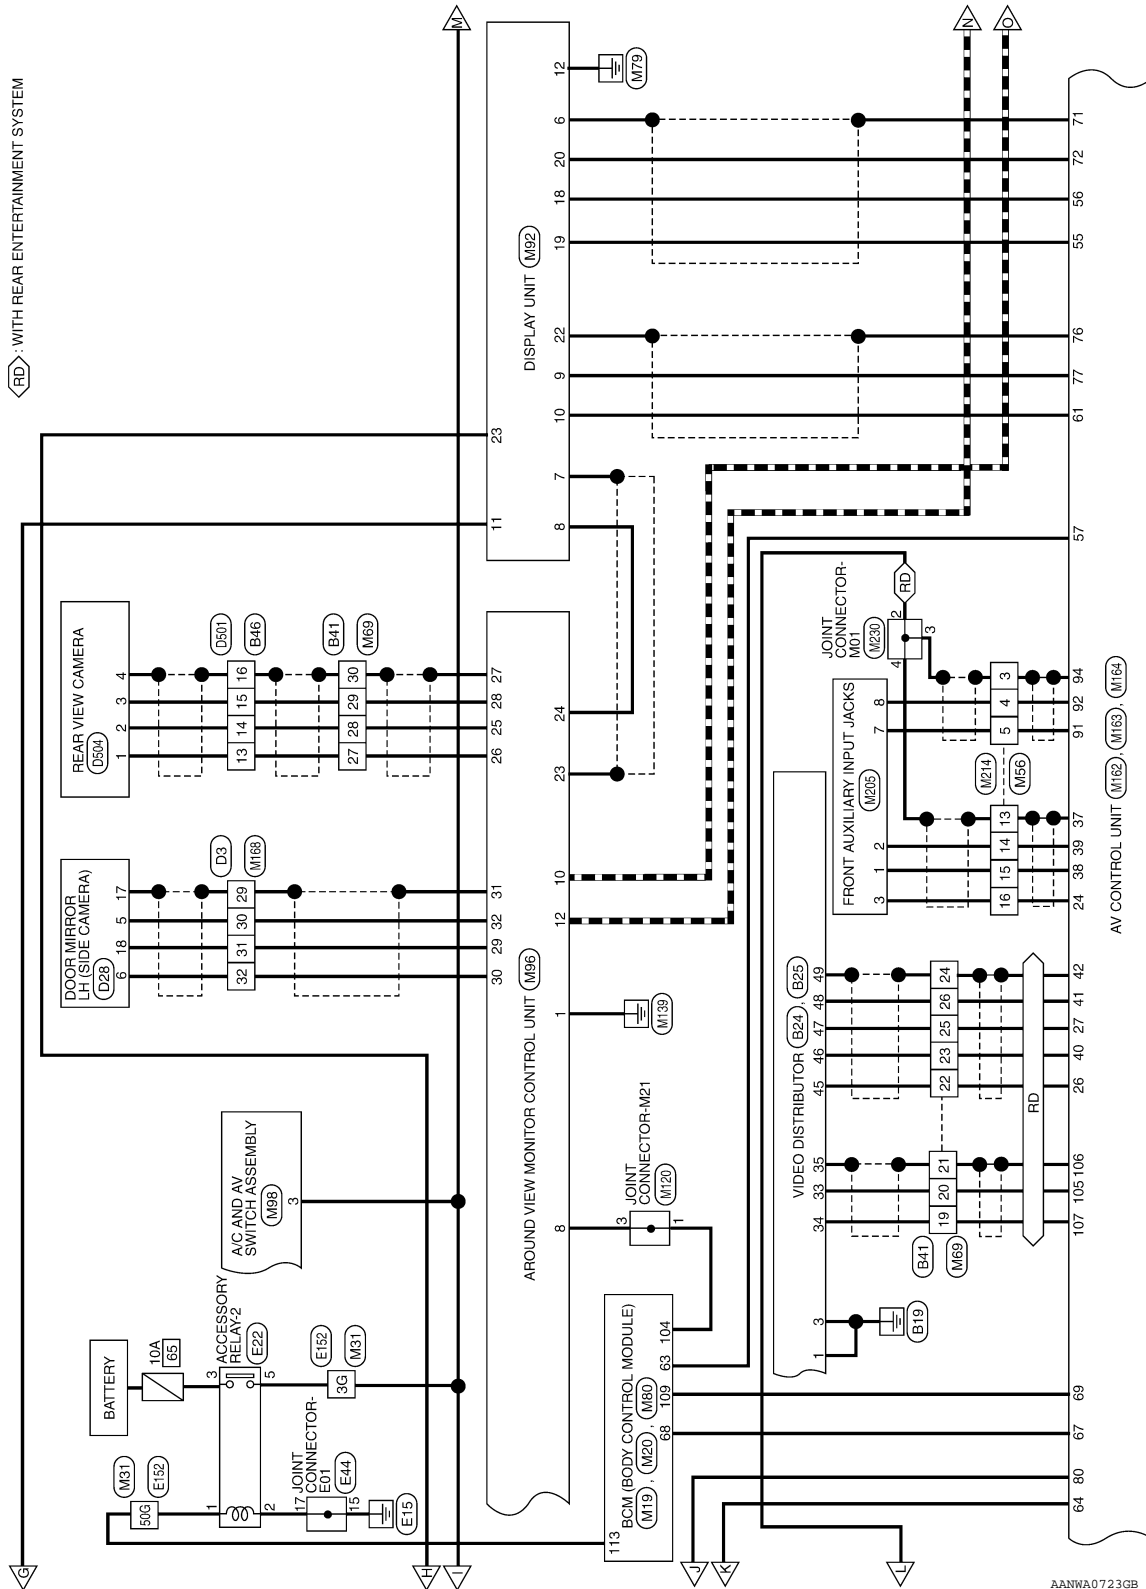 RD : WITH REAR ENTERTAINMENT SYSTEM
G
H
I
M
BATTERY
10A
65
M31
E152
50G
1
2
3
5
ACCESSORY
RELAY-2
E22
17
JOINT
CONNECTOR-
E01
E44
15
E15
E152
M31
3G
A/C AND AV
SWITCH ASSEMBLY
M98
3
DOOR MIRROR
LH (SIDE CAMERA)
D28
6
18
5
17
32
31
30
29
D3
M168
30
29
32
31
REAR VIEW CAMERA
D504
1
2
3
4
13
14
15
16
D501
B46
27
28
29
30
B41
M69
26
25
28
27
11
23
AROUND VIEW MONITOR CONTROL UNIT M96
8
1
12
10
23
24
M139
DISPLAY UNIT M92
8
7
10
9
22
19
18
20
6
12
M79
N
O
BCM (BODY CONTROL MODULE)
M19 , M20 , M80
113
68
109
63
104
3
JOINT
CONNECTOR-M21
M120
1
J
K
L
VIDEO DISTRIBUTOR B24 , B25
1
3
B19
34
33
35
45
46
47
48
49
19
20
21
22
23
25
26
24
B41
M69
RD
FRONT AUXILIARY INPUT JACKS
M205
3
1
2
7
8
16
15
14
13
M214
M56
5
4
3
JOINT
CONNECTOR-
M01
M230
4
2
3
RD
64
80
67
69
107
105
106
26
40
27
41
42
24
38
39
37
91
92
94
57
61
77
76
55
56
72
71
AV CONTROL UNIT M162 , M163 , M164
AANWA0723GB